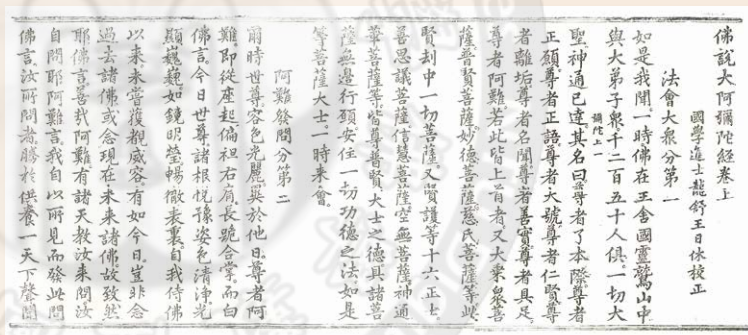 佛說大阿彌陀經卷上
國學進士龍舒王日休校正
法會大衆分第一 彌陀上一
如是我聞。一時佛在王舍國靈鷲山中
與大弟子衆。千二百五十人俱。一切大
聖。神通已達。其名曰尊者了本際尊者
正願尊者正語尊者大號尊者仁賢尊
者離垢尊者名聞尊者善實尊者具足
尊者阿難。若此皆上首者。又大乗衆菩
薩普賢菩薩妙德菩薩慈氏菩薩等。此
賢刼中一切菩薩。又賢護等十六正士。
善思議菩薩信慧菩薩空無菩薩神通
華菩薩等。皆尊普賢大士之德。具諸菩
薩無邊行願。安住一切功德之法。如是
等菩薩大士。一時来會。
阿難發問分第二
爾時世尊。容色光麗。異於他日。尊者阿
難。即從座起。偏袒右肩。長跪合掌。而白
佛言。今日世尊。諸根悅豫。姿色清淨。光
顯巍巍。如鏡明瑩。暢徹表裏。自我侍佛
以来。未嘗復覩威容。有如今日。豈非念
過去諸佛。或念現在未来諸佛。故致然
耶。佛言善哉阿難。有諸天教汝来問。汝
自問耶。阿難言。我自以所見而發此問
佛言。汝所問者。勝於供養一天下聲聞